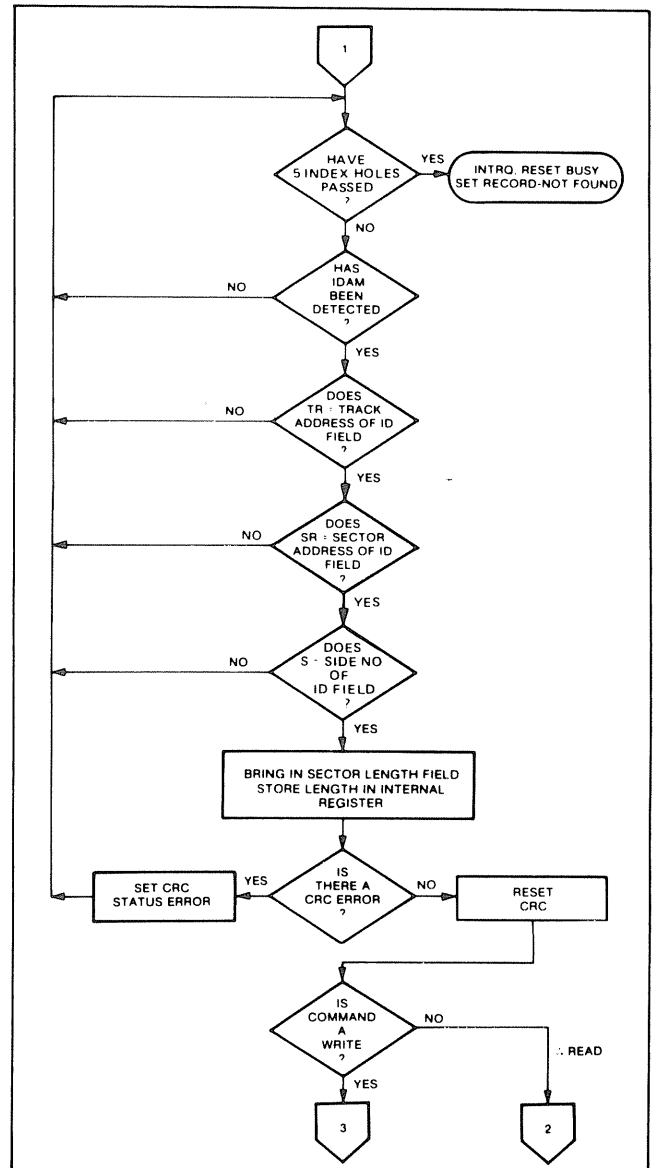 1
HAVE
5 INDEX HOLES
PASSED
?
YES
INTRQ, RESET BUSY
SET RECORD-NOT FOUND
NO
HAS
IDAM
BEEN
DETECTED
?
NO
YES
DOES
TR = TRACK
ADDRESS OF ID
FIELD
?
NO
YES
DOES
SR = SECTOR
ADDRESS OF ID
FIELD
?
NO
YES
DOES
S - SIDE NO
OF
ID FIELD
?
NO
YES
BRING IN SECTOR LENGTH FIELD
STORE LENGTH IN INTERNAL
REGISTER
IS
THERE A
CRC ERROR
?
YES
SET CRC
STATUS ERROR
NO
RESET
CRC
IS
COMMAND
A
WRITE
?
NO
∴ READ
YES
3
2